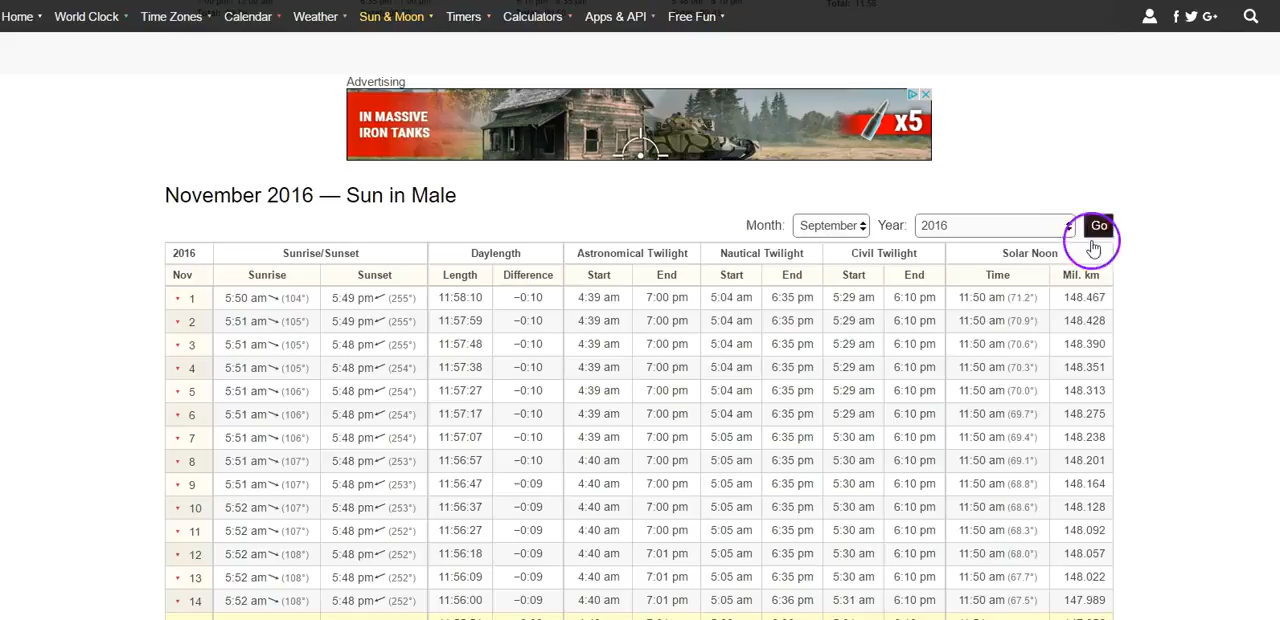 Home World Clock Time Zones Calendar Weather Sun & Moon Timers Calculators Apps & API Free Fun
Advertising
IN MASSIVE
IRON TANKS
x5
November 2016 — Sun in Male
Month: September Year: 2016 Go
2016 Sunrise/Sunset Daylength Astronomical Twilight Nautical Twilight Civil Twilight Solar Noon
Nov Sunrise Sunset Length Difference Start End Start End Start End Time Mil. km
1 5:50 am (104°) 5:49 pm (255°) 11:58:10 −0:10 4:39 am 7:00 pm 5:04 am 6:35 pm 5:29 am 6:10 pm 11:50 am (71.2°) 148.467
2 5:51 am (105°) 5:49 pm (255°) 11:57:59 −0:10 4:39 am 7:00 pm 5:04 am 6:35 pm 5:29 am 6:10 pm 11:50 am (70.9°) 148.428
3 5:51 am (105°) 5:48 pm (255°) 11:57:48 −0:10 4:39 am 7:00 pm 5:04 am 6:35 pm 5:29 am 6:10 pm 11:50 am (70.6°) 148.390
4 5:51 am (105°) 5:48 pm (254°) 11:57:38 −0:10 4:39 am 7:00 pm 5:04 am 6:35 pm 5:29 am 6:10 pm 11:50 am (70.3°) 148.351
5 5:51 am (106°) 5:48 pm (254°) 11:57:27 −0:10 4:39 am 7:00 pm 5:04 am 6:35 pm 5:29 am 6:10 pm 11:50 am (70.0°) 148.313
6 5:51 am (106°) 5:48 pm (254°) 11:57:17 −0:10 4:39 am 7:00 pm 5:04 am 6:35 pm 5:29 am 6:10 pm 11:50 am (69.7°) 148.275
7 5:51 am (106°) 5:48 pm (254°) 11:57:07 −0:10 4:39 am 7:00 pm 5:05 am 6:35 pm 5:30 am 6:10 pm 11:50 am (69.4°) 148.238
8 5:51 am (107°) 5:48 pm (253°) 11:56:57 −0:10 4:40 am 7:00 pm 5:05 am 6:35 pm 5:30 am 6:10 pm 11:50 am (69.1°) 148.201
9 5:51 am (107°) 5:48 pm (253°) 11:56:47 −0:09 4:40 am 7:00 pm 5:05 am 6:35 pm 5:30 am 6:10 pm 11:50 am (68.8°) 148.164
10 5:52 am (107°) 5:48 pm (253°) 11:56:37 −0:09 4:40 am 7:00 pm 5:05 am 6:35 pm 5:30 am 6:10 pm 11:50 am (68.6°) 148.128
11 5:52 am (107°) 5:48 pm (252°) 11:56:27 −0:09 4:40 am 7:00 pm 5:05 am 6:35 pm 5:30 am 6:10 pm 11:50 am (68.3°) 148.092
12 5:52 am (108°) 5:48 pm (252°) 11:56:18 −0:09 4:40 am 7:01 pm 5:05 am 6:35 pm 5:30 am 6:10 pm 11:50 am (68.0°) 148.057
13 5:52 am (108°) 5:48 pm (252°) 11:56:09 −0:09 4:40 am 7:01 pm 5:05 am 6:35 pm 5:30 am 6:10 pm 11:50 am (67.7°) 148.022
14 5:52 am (108°) 5:48 pm (252°) 11:56:00 −0:09 4:40 am 7:01 pm 5:05 am 6:36 pm 5:31 am 6:10 pm 11:50 am (67.5°) 147.989